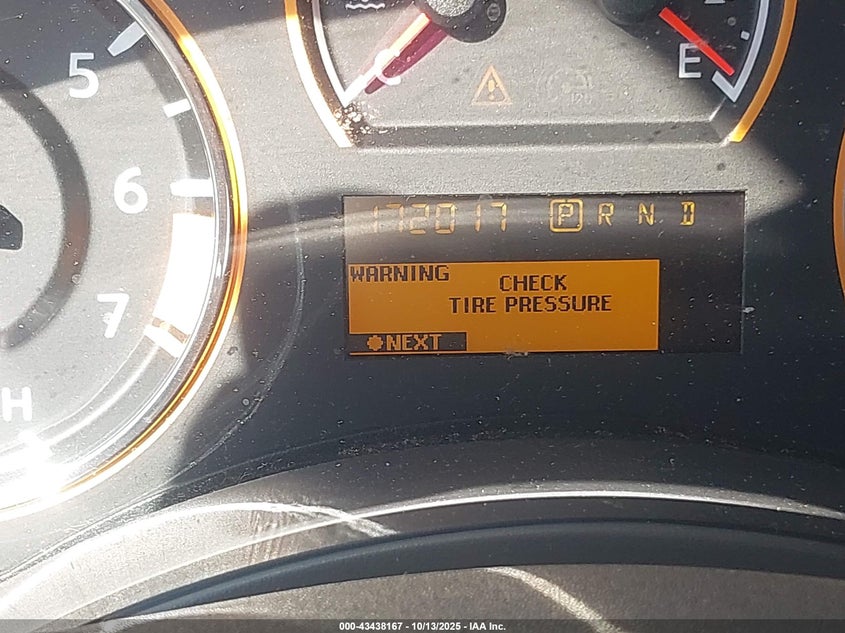 5
6
7
H
C
E
172017 P R N D
WARNING
CHECK
TIRE PRESSURE
NEXT
000-43438167 • 10/13/2025 • IAA Inc.